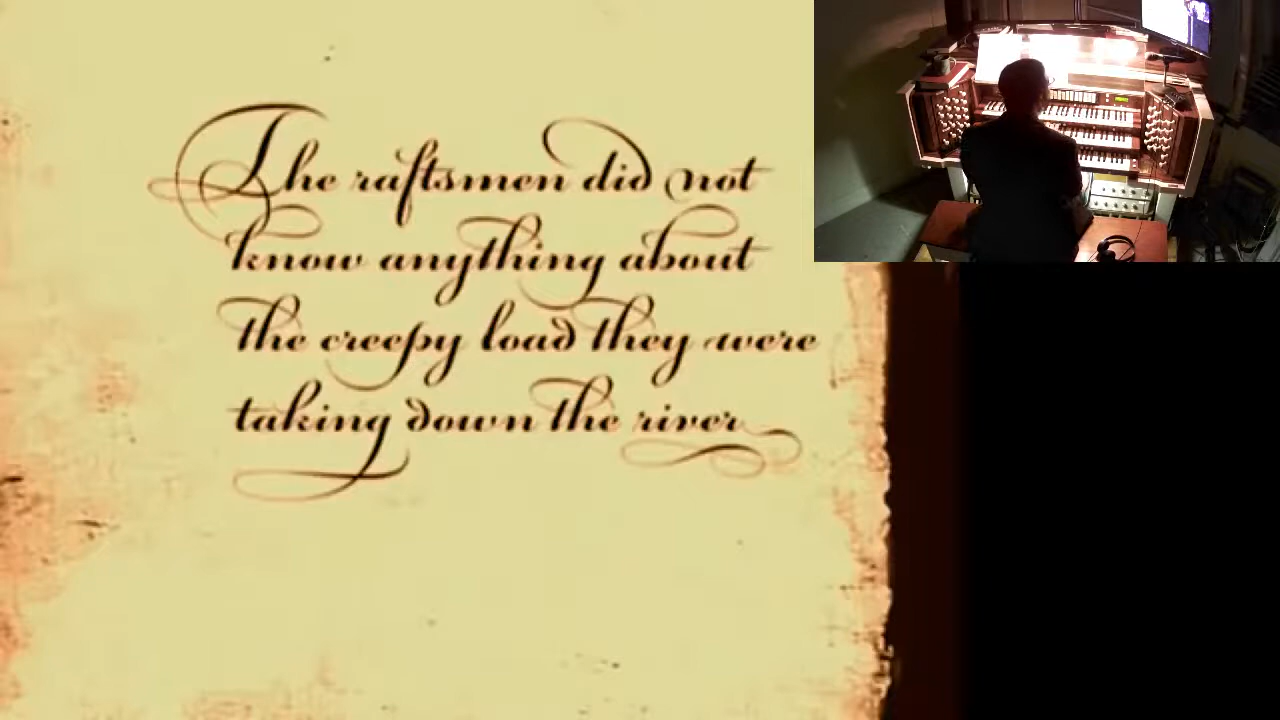 The raftsmen did not
know anything about
the creepy load they were
taking down the river